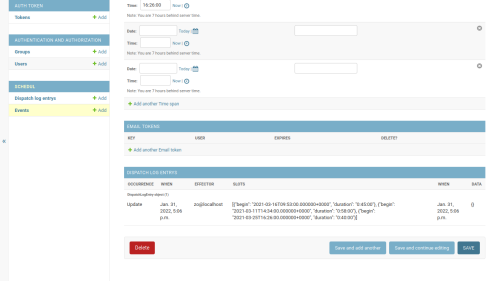 AUTH TOKEN
Tokens + Add
AUTHENTICATION AND AUTHORIZATION
Groups + Add
Users + Add
SCHEDULL
Dispatch log entrys + Add
Events + Add
«
Time: 16:26:00 Now |
Note: You are 7 hours behind server time.
Date: Today |
Time: Now |
Note: You are 7 hours behind server time.
Date: Today |
Time: Now |
Note: You are 7 hours behind server time.
+ Add another Time span
EMAIL TOKENS
KEY USER EXPIRES DELETE?
+ Add another Email token
DISPATCH LOG ENTRYS
OCCURRENCE WHEN EFFECTOR SLOTS WHEN DATA
DispatchLogEntry object (1)
Update Jan. 31, zoj@localhost [{"begin": "2021-03-16T09:53:00.000000+0000", "duration": "0:45:00"}, {"begin": Jan. 31, {}
2022, 5:06 "2021-03-11T14:34:00.000000+0000", "duration": "0:58:00"}, {"begin": 2022, 5:06
p.m. "2021-03-25T16:26:00.000000+0000", "duration": "0:40:00"}] p.m.
Delete Save and add another Save and continue editing SAVE